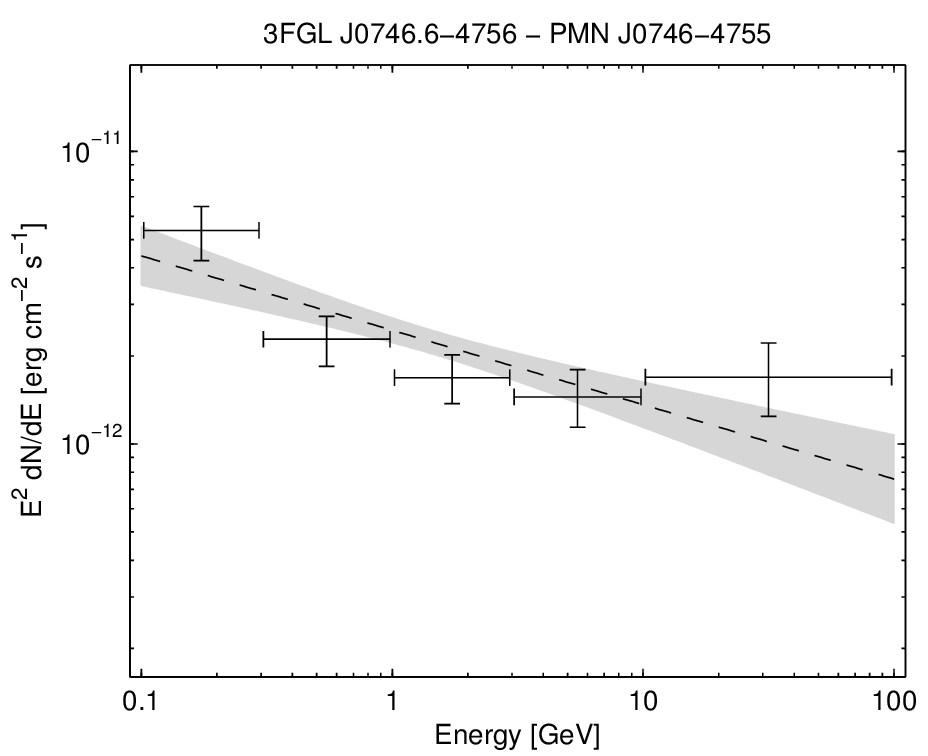 3FGL J0746.6−4756 − PMN J0746−4755
10⁻¹¹
10⁻¹²
E² dN/dE [erg cm⁻² s⁻¹]
0.1 1 10 100
Energy [GeV]